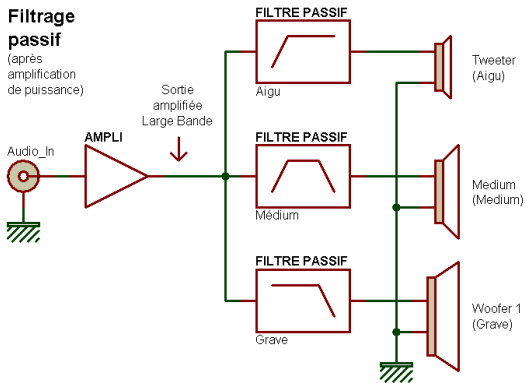 Filtrage
passif
(après
amplification
de puissance)
Audio_In
AMPLI
Sortie
amplifiée
Large Bande
FILTRE PASSIF
Aigu
FILTRE PASSIF
Médium
FILTRE PASSIF
Grave
Tweeter
(Aigu)
Medium
(Medium)
Woofer 1
(Grave)